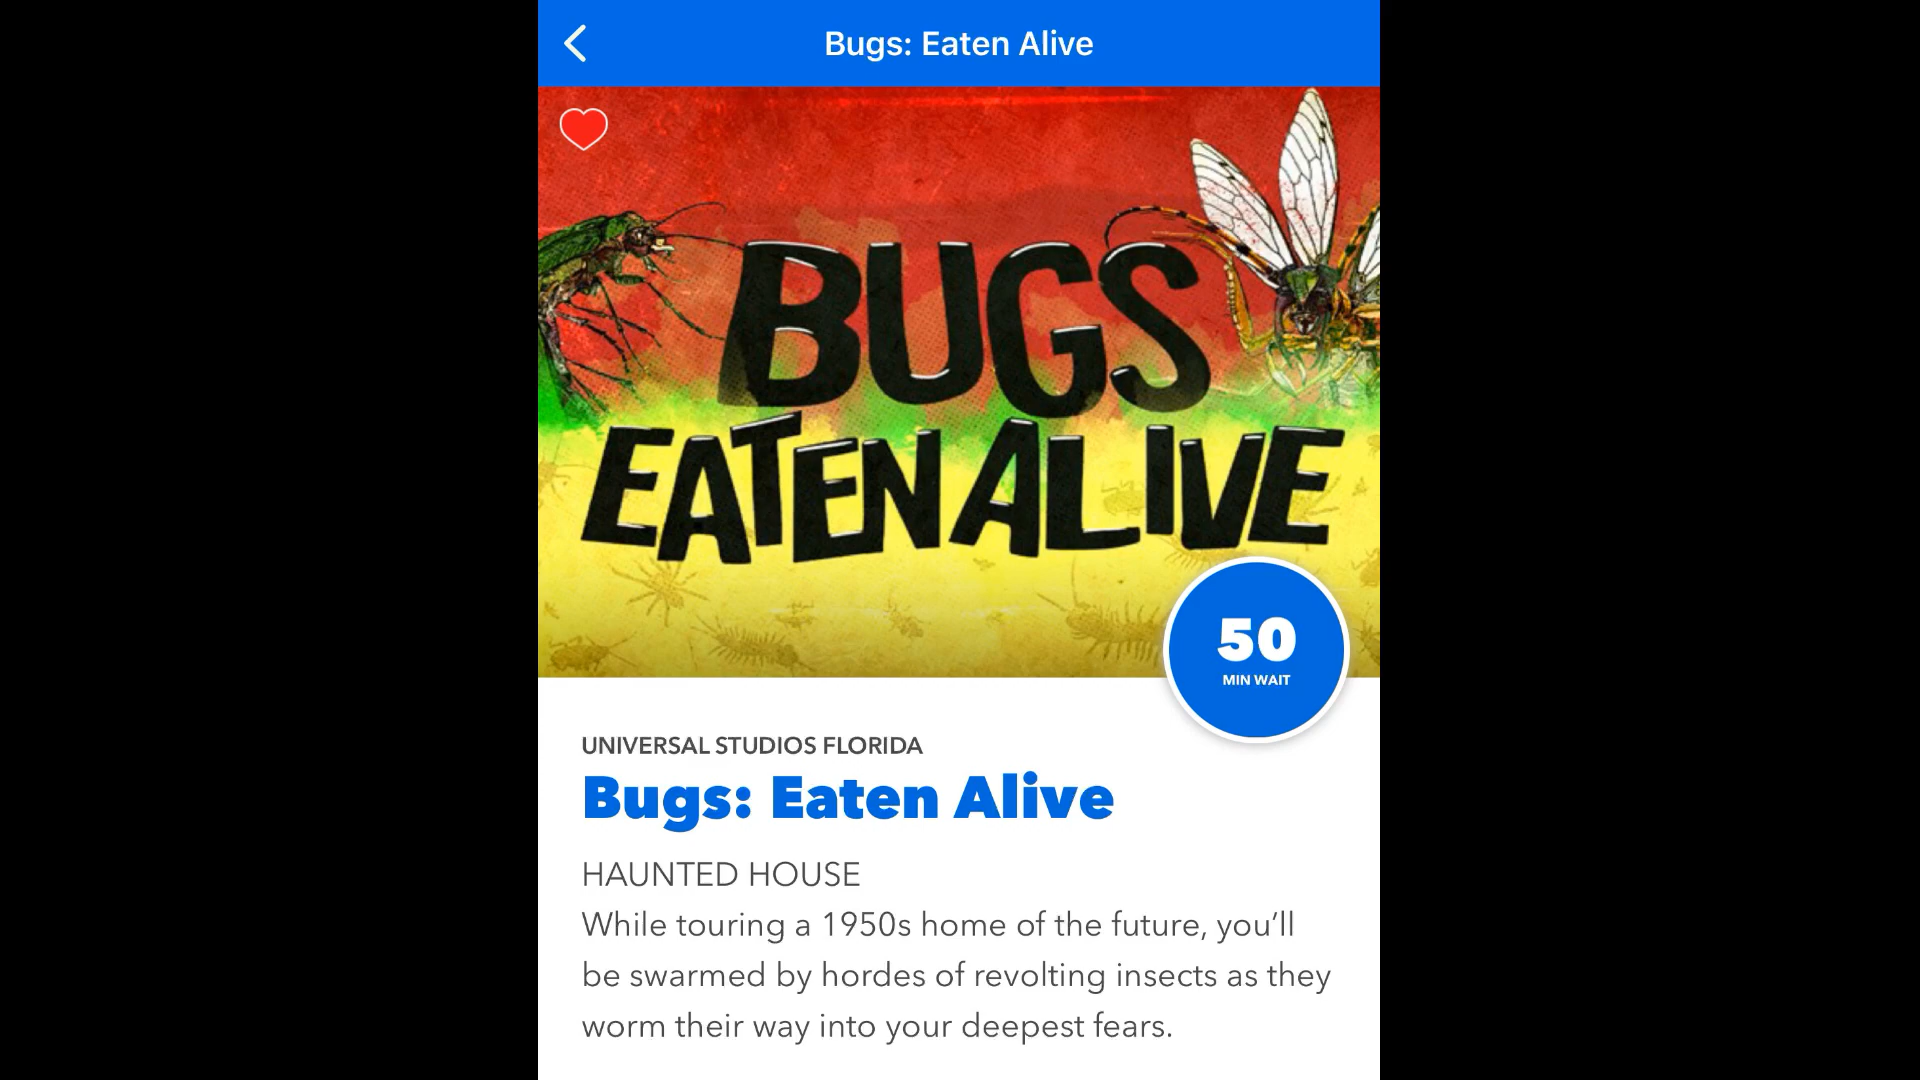 Bugs: Eaten Alive
BUGS
EATEN ALIVE
50
MIN WAIT
UNIVERSAL STUDIOS FLORIDA
Bugs: Eaten Alive
HAUNTED HOUSE
While touring a 1950s home of the future, you’ll
be swarmed by hordes of revolting insects as they
worm their way into your deepest fears.